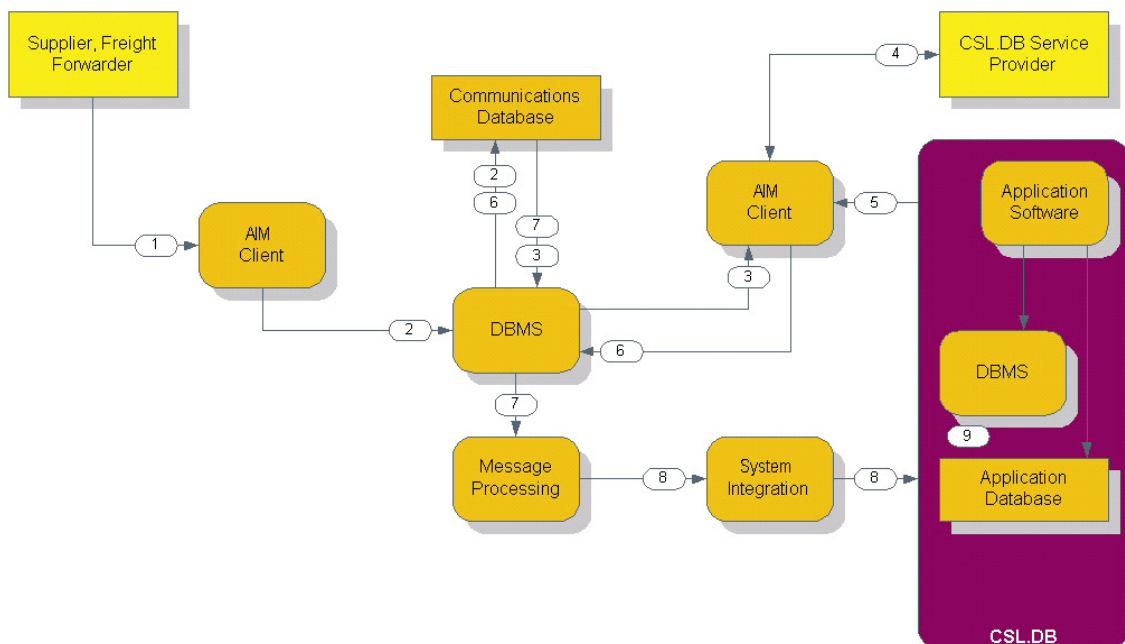 Supplier, Freight
Forwarder
4
CSL.DB Service
Provider
Communications
Database
2
6
7
3
AIM
Client
5
Application
Software
1
AIM
Client
3
2
DBMS
6
DBMS
7
9
Message
Processing
8
System
Integration
8
Application
Database
CSL.DB